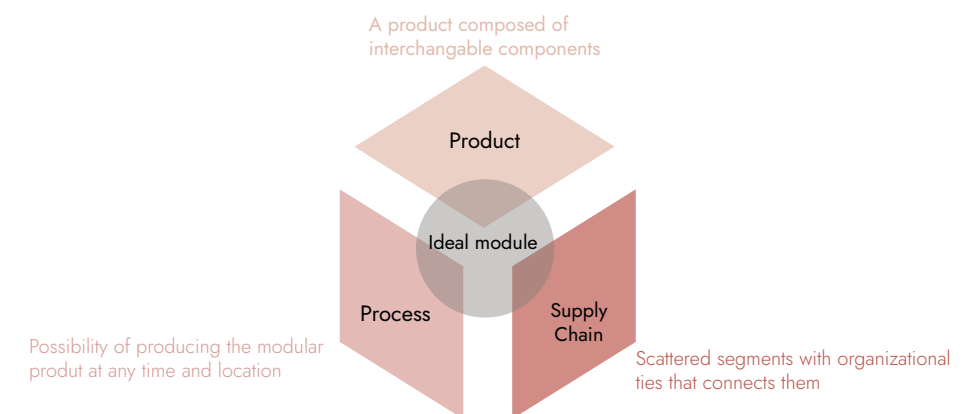 A product composed of
interchangable components
Product
Ideal module
Process
Supply
Chain
Possibility of producing the modular
produt at any time and location
Scattered segments with organizational
ties that connects them